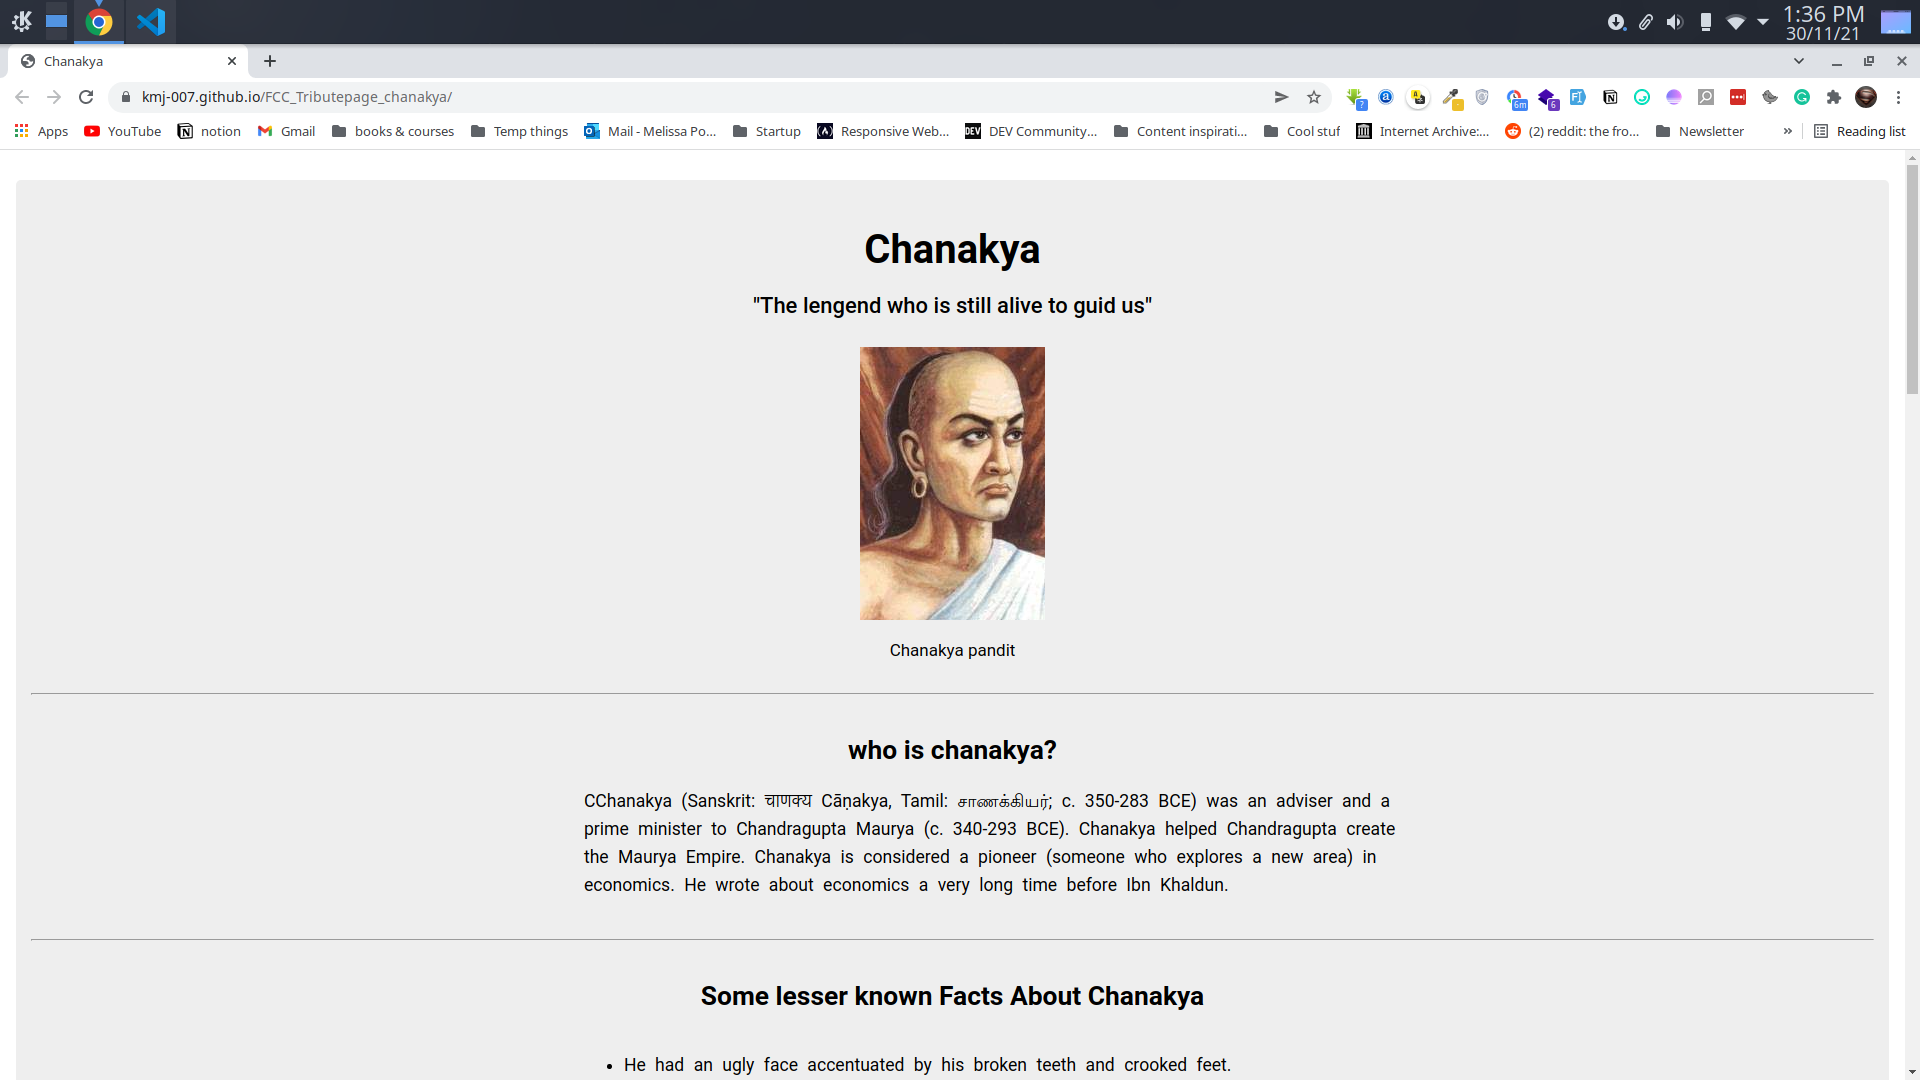 1:36 PM
30/11/21
Chanakya
kmj-007.github.io/FCC_Tributepage_chanakya/
6m
6
Apps YouTube notion Gmail books & courses Temp things Mail - Melissa Po... Startup Responsive Web... DEV Community... Content inspirati... Cool stuf Internet Archive:... (2) reddit: the fro... Newsletter » Reading list
Chanakya
"The lengend who is still alive to guid us"
Chanakya pandit
who is chanakya?
CChanakya (Sanskrit: चाणक्य Cāṇakya, Tamil: சாணக்கியர்; c. 350-283 BCE) was an adviser and a
prime minister to Chandragupta Maurya (c. 340-293 BCE). Chanakya helped Chandragupta create
the Maurya Empire. Chanakya is considered a pioneer (someone who explores a new area) in
economics. He wrote about economics a very long time before Ibn Khaldun.
Some lesser known Facts About Chanakya
• He had an ugly face accentuated by his broken teeth and crooked feet.